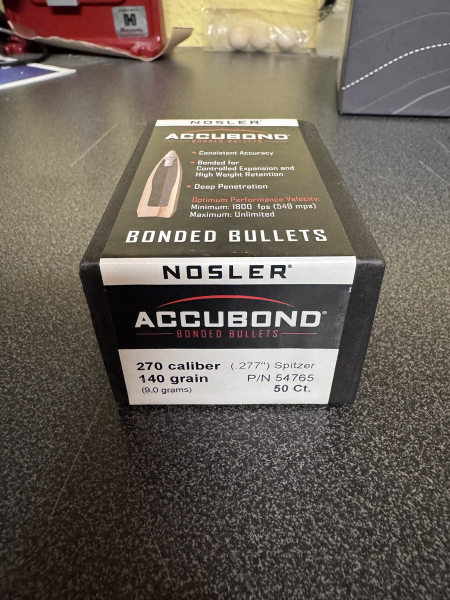 NOSLER®
ACCUBOND®
BONDED BULLETS
• Consistent Accuracy
• Bonded for
Controlled Expansion and
High Weight Retention
• Deep Penetration
Optimum Performance Velocity:
Minimum: 1800 fps (549 mps)
Maximum: Unlimited
BONDED BULLETS
NOSLER®
ACCUBOND®
BONDED BULLETS
270 caliber (.277") Spitzer
140 grain P/N 54765
(9.0 grams) 50 Ct.